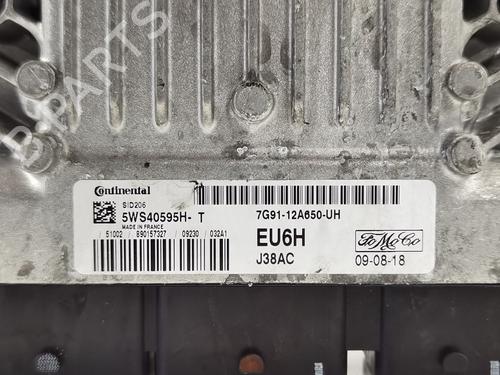 B-PARTS
Continental
SID206
5WS40595H- T
MADE IN FRANCE
/ 51002 / 890157327 / 09230 / 032A1
7G91-12A650-UH
EU6H
J38AC
FoMoCo
09-08-18